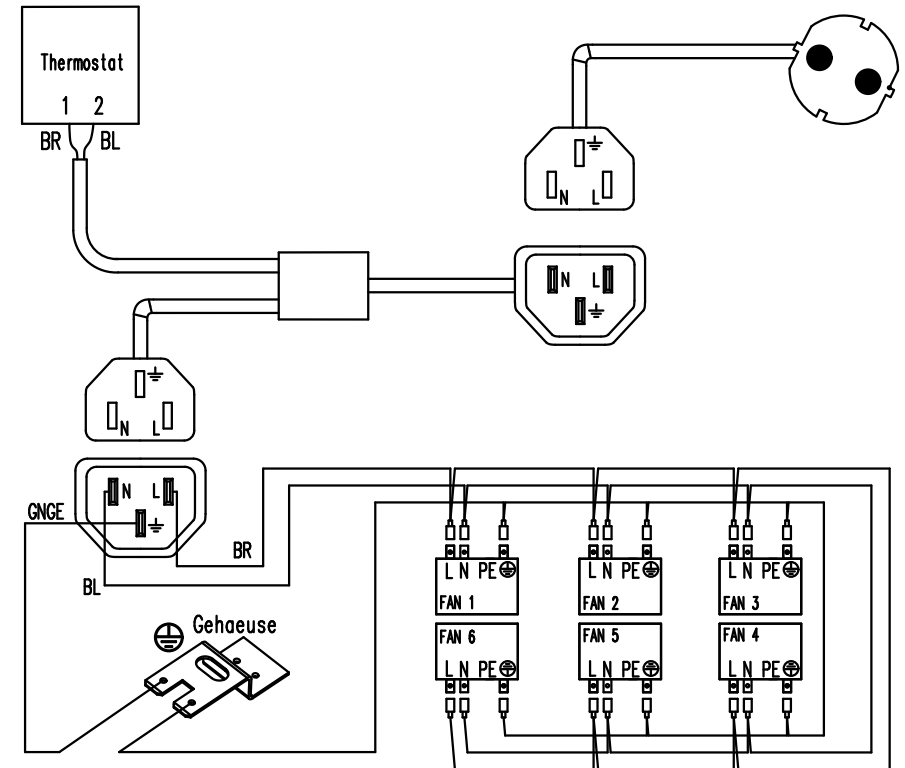 Thermostat
1 2
BR BL
N L
N L
N L
N L
GNGE
BR
BL
Gehaeuse
L N PE
FAN 1
L N PE
FAN 2
L N PE
FAN 3
FAN 6
L N PE
FAN 5
L N PE
FAN 4
L N PE